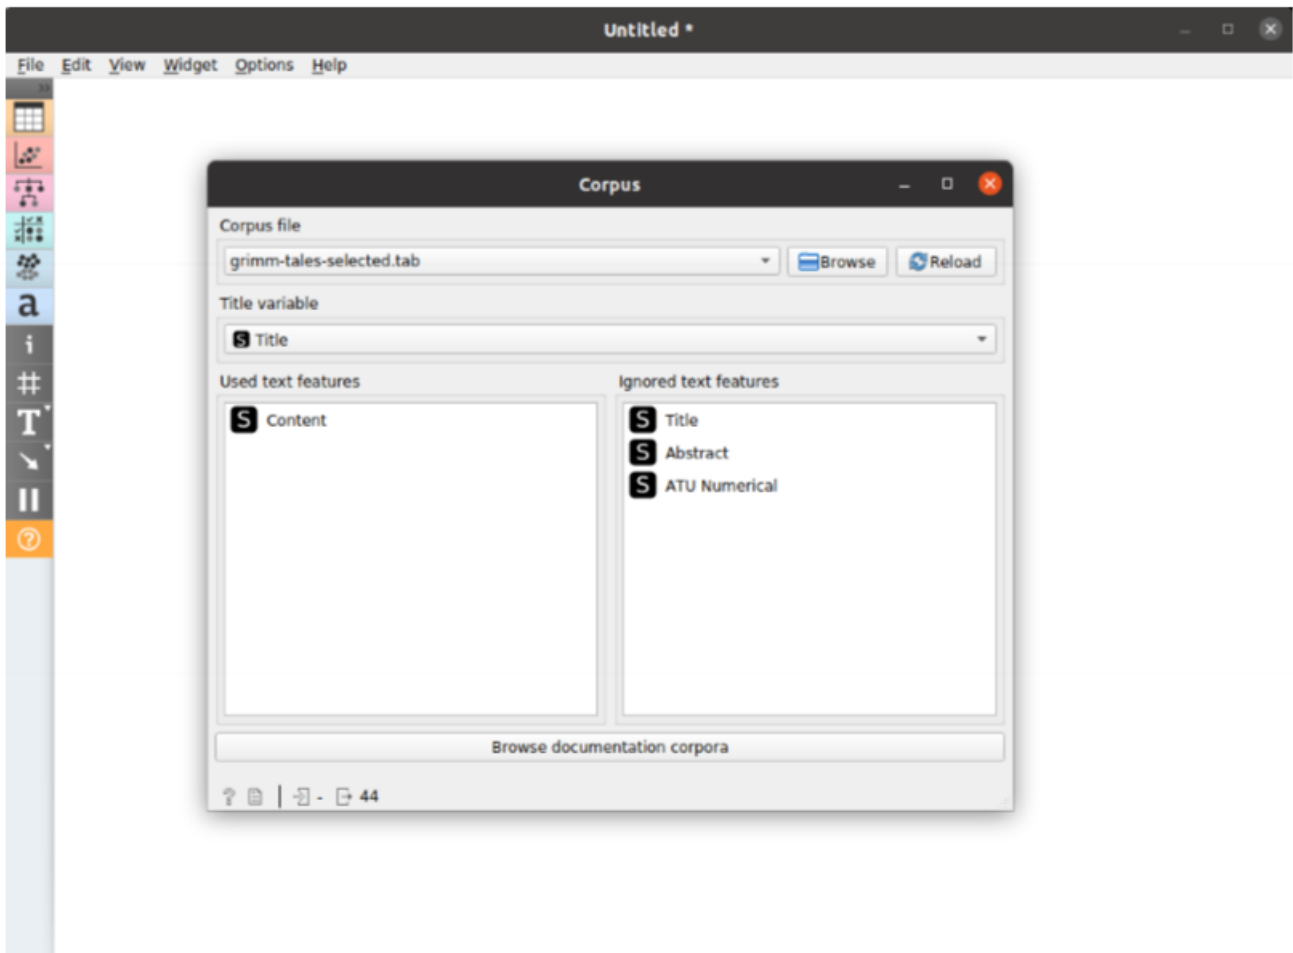 Untitled *
File Edit View Widget Options Help
Corpus
Corpus file
grimm-tales-selected.tab Browse Reload
Title variable
S Title
Used text features Ignored text features
S Content S Title
S Abstract
S ATU Numerical
Browse documentation corpora
? - 44
a
i
#
T
?